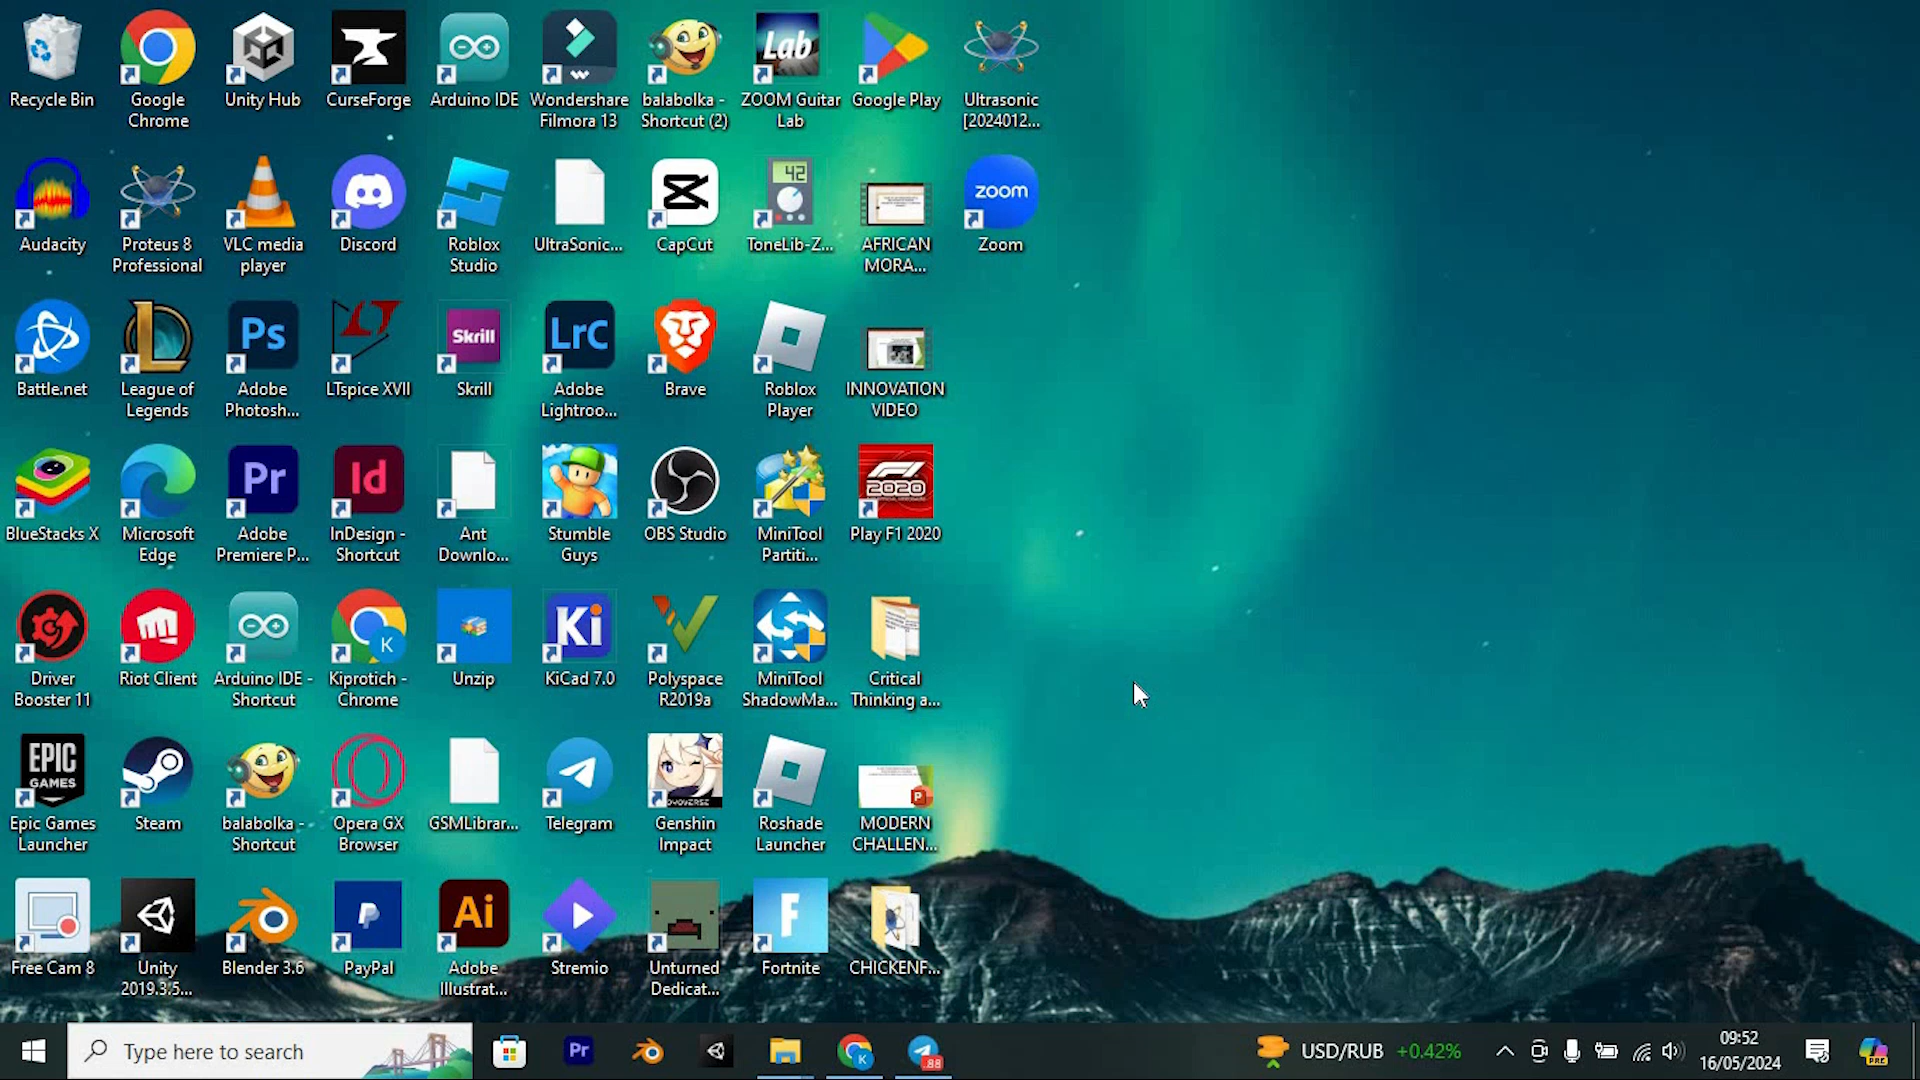 Recycle Bin
Google
Chrome
Unity Hub
CurseForge
Arduino IDE
Wondershare
Filmora 13
balabolka -
Shortcut (2)
Lab
ZOOM Guitar
Lab
Google Play
Ultrasonic
[2024012...
Audacity
Proteus 8
Professional
VLC media
player
Discord
Roblox
Studio
UltraSonic...
CapCut
42
ToneLib-Z...
AFRICAN
MORA...
zoom
Zoom
Battle.net
League of
Legends
Ps
Adobe
Photosh...
LTspice XVII
Skrill
Skrill
LrC
Adobe
Lightroo...
Brave
Roblox
Player
INNOVATION
VIDEO
BlueStacks X
Microsoft
Edge
Pr
Adobe
Premiere P...
Id
InDesign -
Shortcut
Ant
Downlo...
Stumble
Guys
OBS Studio
MiniTool
Partiti...
F1
2020
Play F1 2020
Driver
Booster 11
Riot Client
Arduino IDE -
Shortcut
K
Kiprotich -
Chrome
Unzip
Ki
KiCad 7.0
Polyspace
R2019a
MiniTool
ShadowMa...
Critical
Thinking a...
EPIC
GAMES
Epic Games
Launcher
Steam
balabolka -
Shortcut
Opera GX
Browser
GSMLibrar...
Telegram
Genshin
Impact
Roshade
Launcher
P
MODERN
CHALLEN...
Free Cam 8
Unity
2019.3.5...
Blender 3.6
PayPal
Ai
Adobe
Illustrat...
Stremio
Unturned
Dedicat...
Fortnite
CHICKENF...
Type here to search
Pr
K
.88
USD/RUB +0.42%
09:52
16/05/2024
PRE